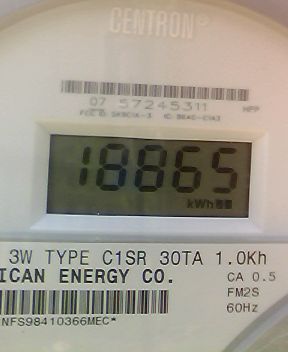 CENTRON®
07 57245311
18865
kWh
3W TYPE C1SR 30TA 1.0Kh
ICAN ENERGY CO.
CA 0.5
FM2S
60Hz
NFS98410366MEC*